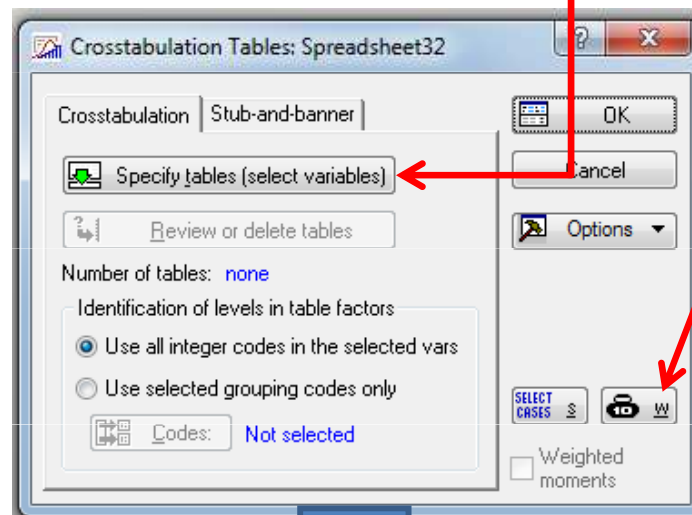 Crosstabulation Tables: Spreadsheet32
Crosstabulation
Stub-and-banner
Specify tables (select variables)
Review or delete tables
Number of tables: none
Identification of levels in table factors
Use all integer codes in the selected vars
Use selected grouping codes only
Codes: Not selected
OK
Cancel
Options
SELECT
CASES S
W
Weighted
moments